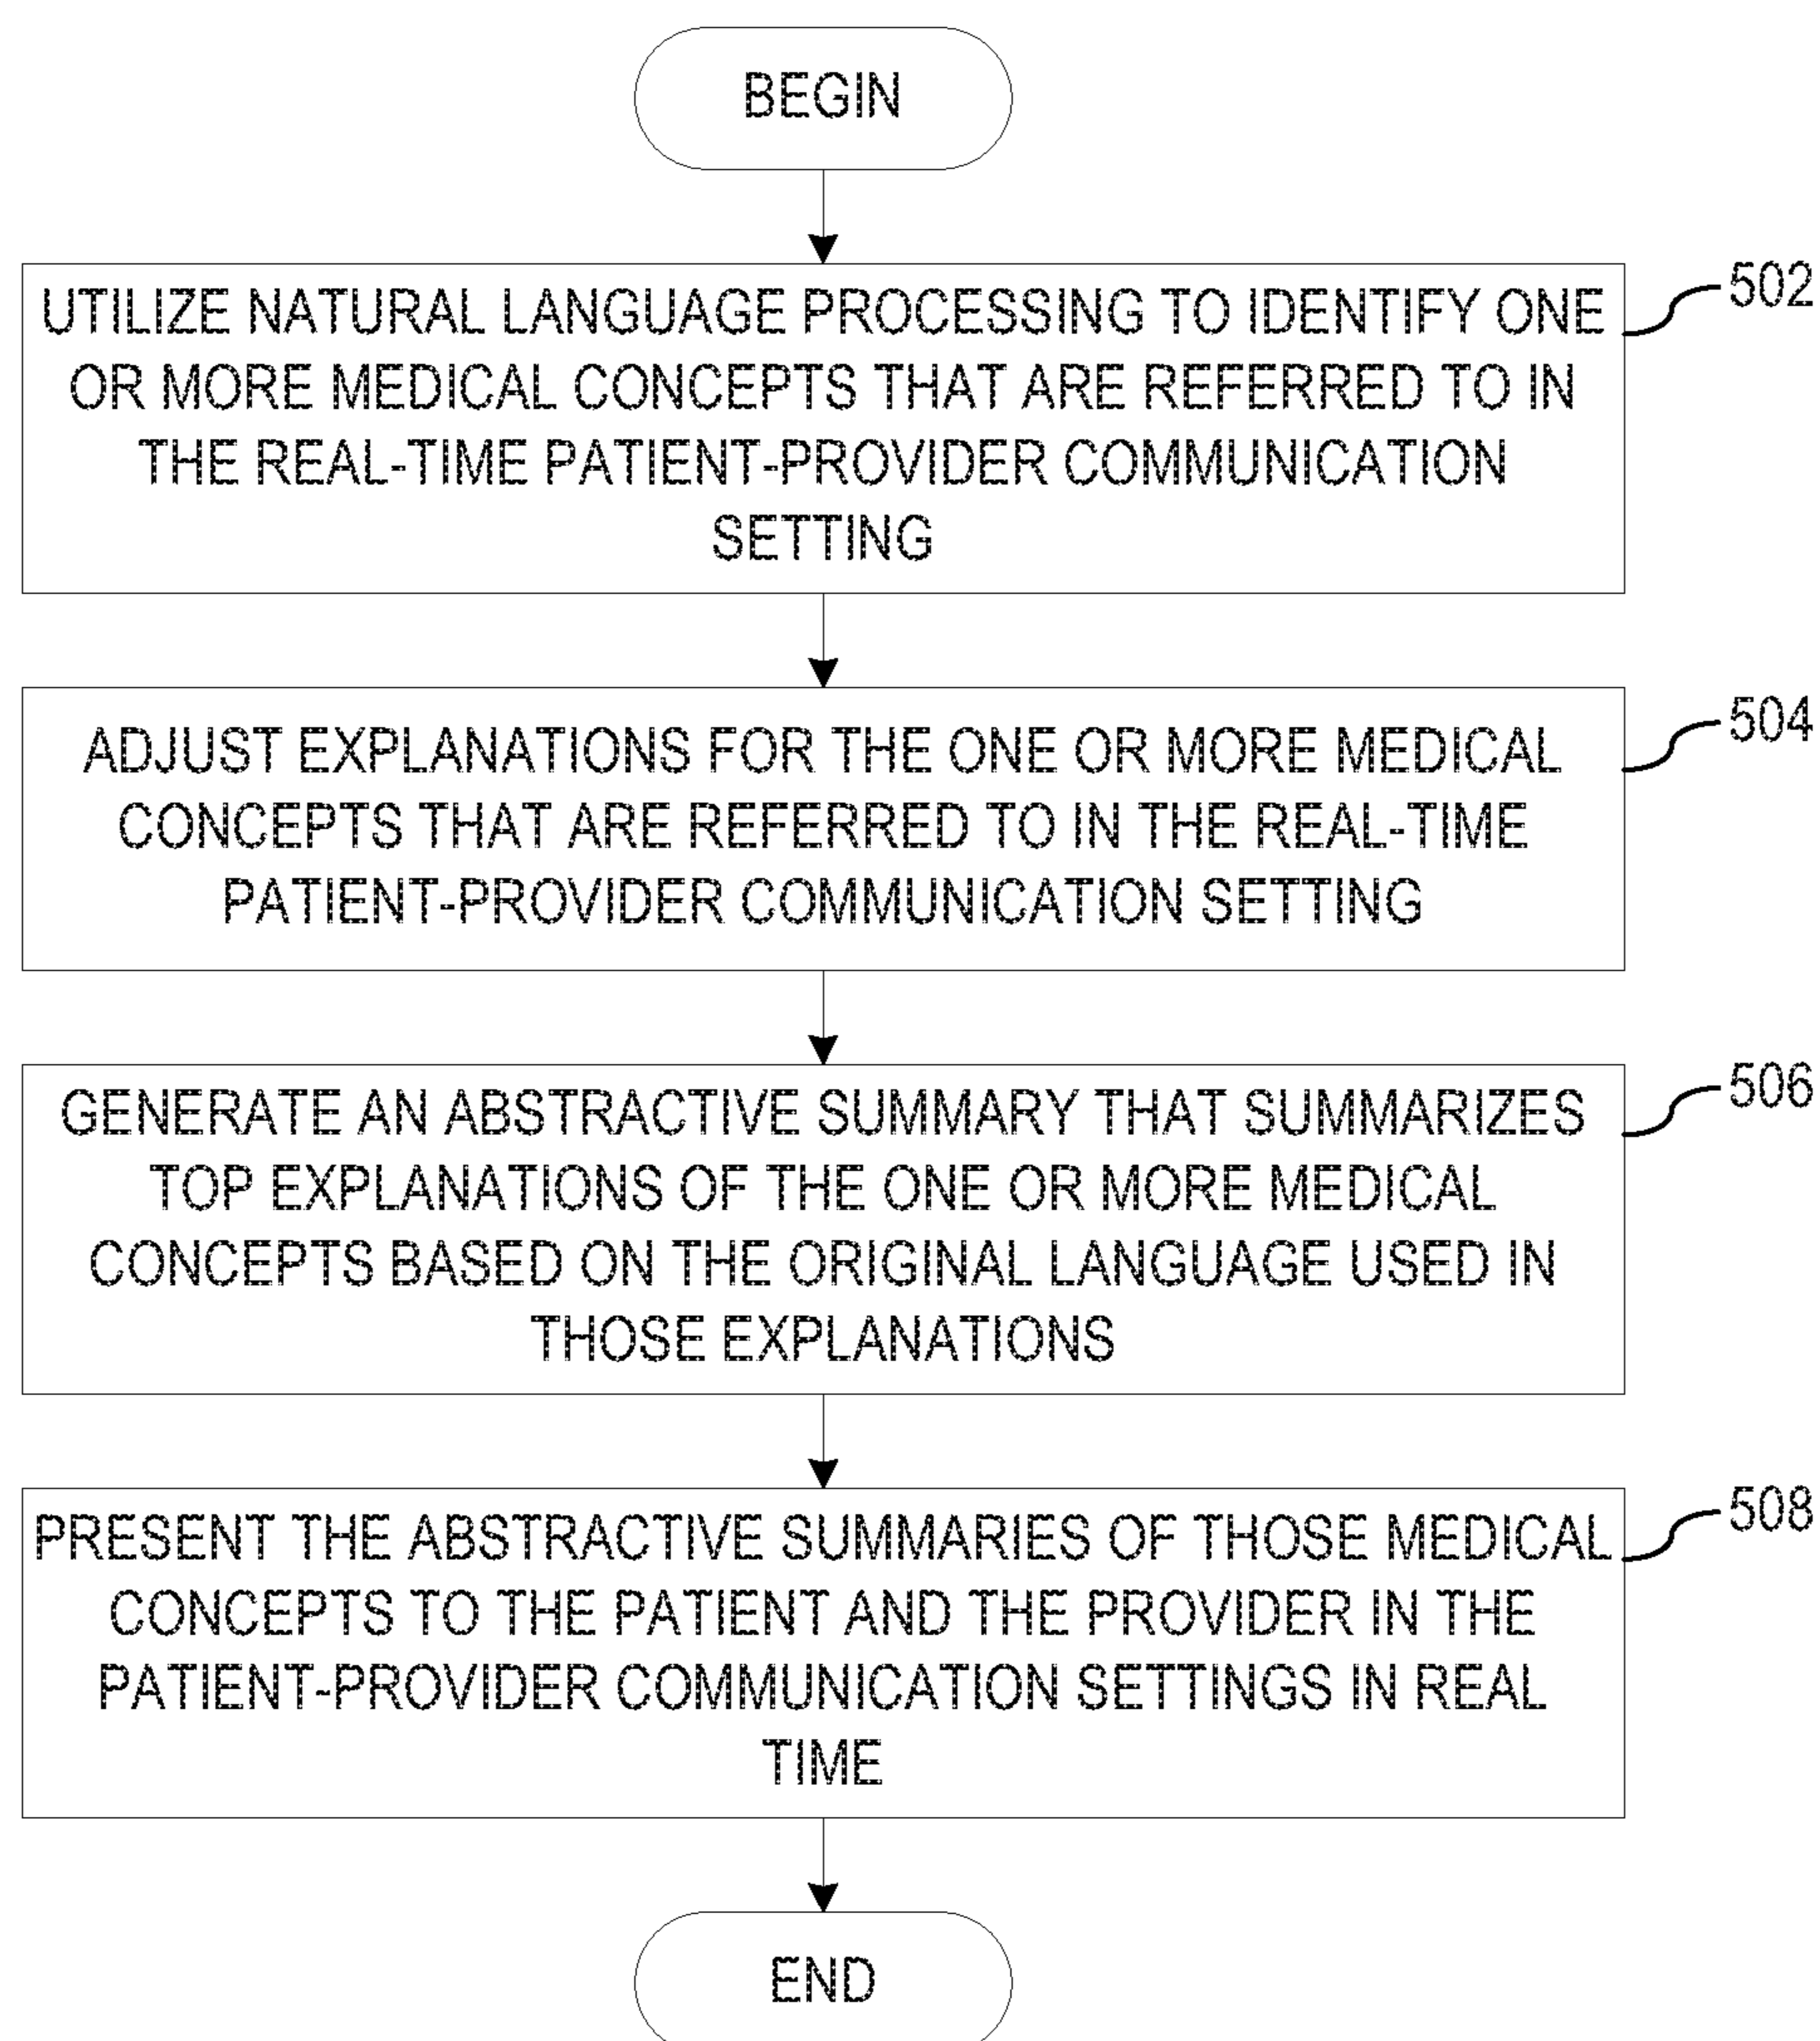 BEGIN
UTILIZE NATURAL LANGUAGE PROCESSING TO IDENTIFY ONE
OR MORE MEDICAL CONCEPTS THAT ARE REFERRED TO IN
THE REAL-TIME PATIENT-PROVIDER COMMUNICATION
SETTING
502
ADJUST EXPLANATIONS FOR THE ONE OR MORE MEDICAL
CONCEPTS THAT ARE REFERRED TO IN THE REAL-TIME
PATIENT-PROVIDER COMMUNICATION SETTING
504
GENERATE AN ABSTRACTIVE SUMMARY THAT SUMMARIZES
TOP EXPLANATIONS OF THE ONE OR MORE MEDICAL
CONCEPTS BASED ON THE ORIGINAL LANGUAGE USED IN
THOSE EXPLANATIONS
506
PRESENT THE ABSTRACTIVE SUMMARIES OF THOSE MEDICAL
CONCEPTS TO THE PATIENT AND THE PROVIDER IN THE
PATIENT-PROVIDER COMMUNICATION SETTINGS IN REAL
TIME
508
END